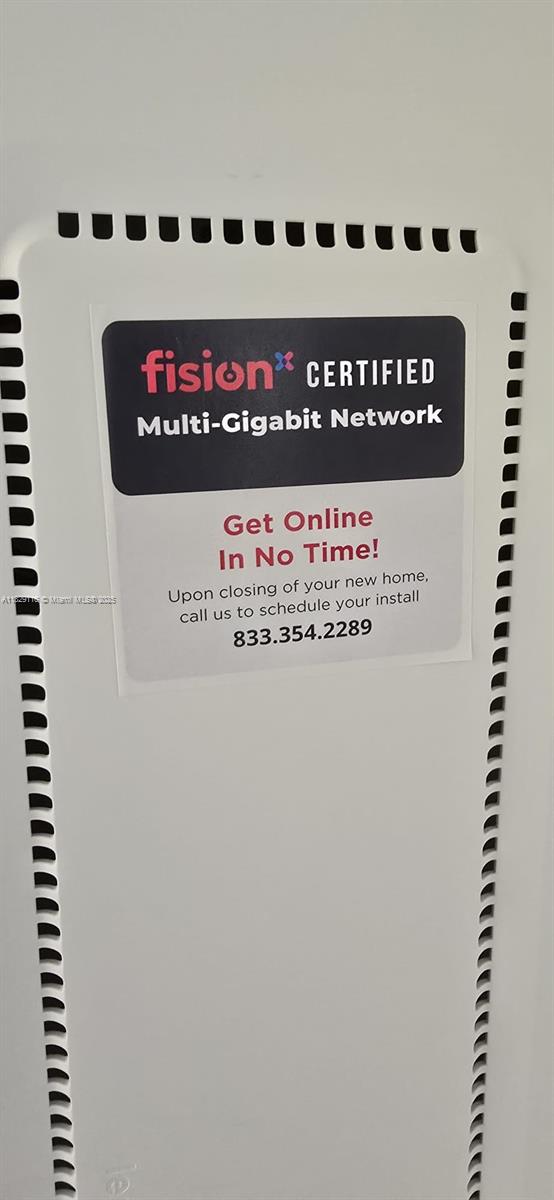 fision x CERTIFIED
Multi-Gigabit Network
Get Online
In No Time!
Upon closing of your new home,
call us to schedule your install
833.354.2289